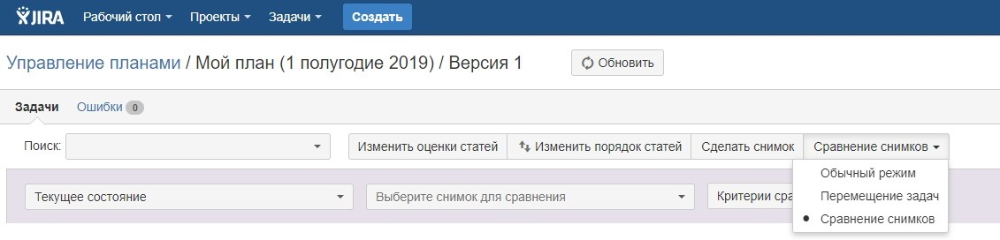 JIRA Рабочий стол Проекты Задачи Создать
Управление планами / Мой план (1 полугодие 2019) / Версия 1 Обновить
Задачи Ошибки 0
Поиск: Изменить оценки статей Изменить порядок статей Сделать снимок Сравнение снимков
Обычный режим
Перемещение задач
Сравнение снимков
Текущее состояние Выберите снимок для сравнения Критерии сра